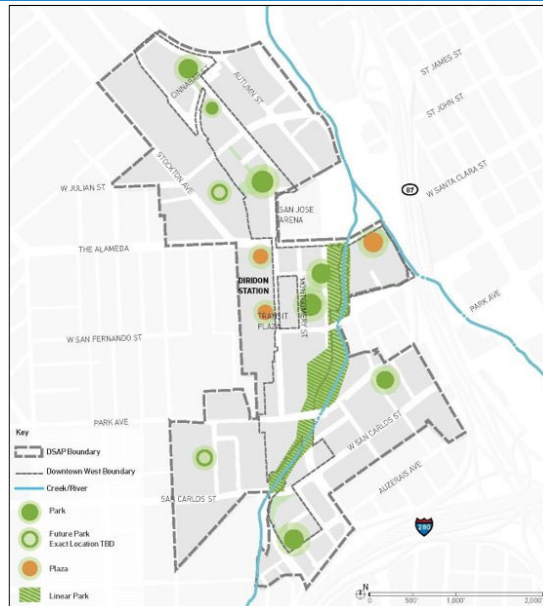 CINNABAR ST
AUTUMN ST
ST JAMES ST
ST JOHN ST
STOCKTON AVE
W SANTA CLARA ST
W JULIAN ST
87
SAN JOSE
ARENA
THE ALAMEDA
DIRIDON
STATION
MONTGOMERY ST
TRANSIT
PLAZA
PARK AVE
W SAN FERNANDO ST
PARK AVE
W SAN CARLOS ST
AUZERAIS AVE
SAN CARLOS ST
280
Key
DSAP Boundary
Downtown West Boundary
Creek/River
Park
Future Park
Exact Location TBD
Plaza
Linear Park
N
0 500' 1,000' 2,000'